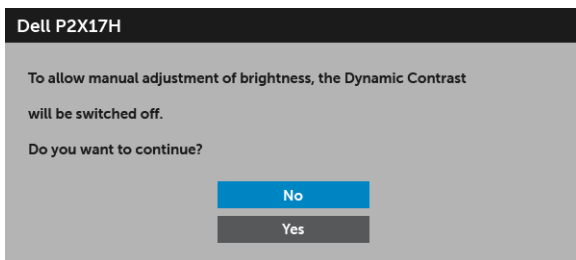 Dell P2X17H
To allow manual adjustment of brightness, the Dynamic Contrast
will be switched off.
Do you want to continue?
No
Yes